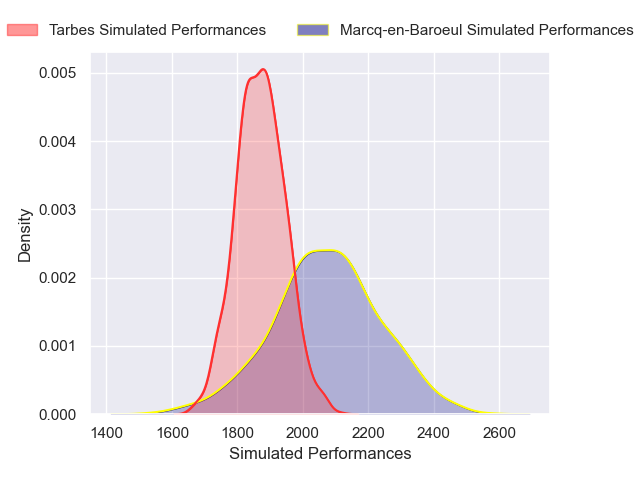 Tarbes Simulated Performances
Marcq-en-Baroeul Simulated Performances
0.005
0.004
0.003
0.002
0.001
0.000
Density
1400 1600 1800 2000 2200 2400 2600
Simulated Performances